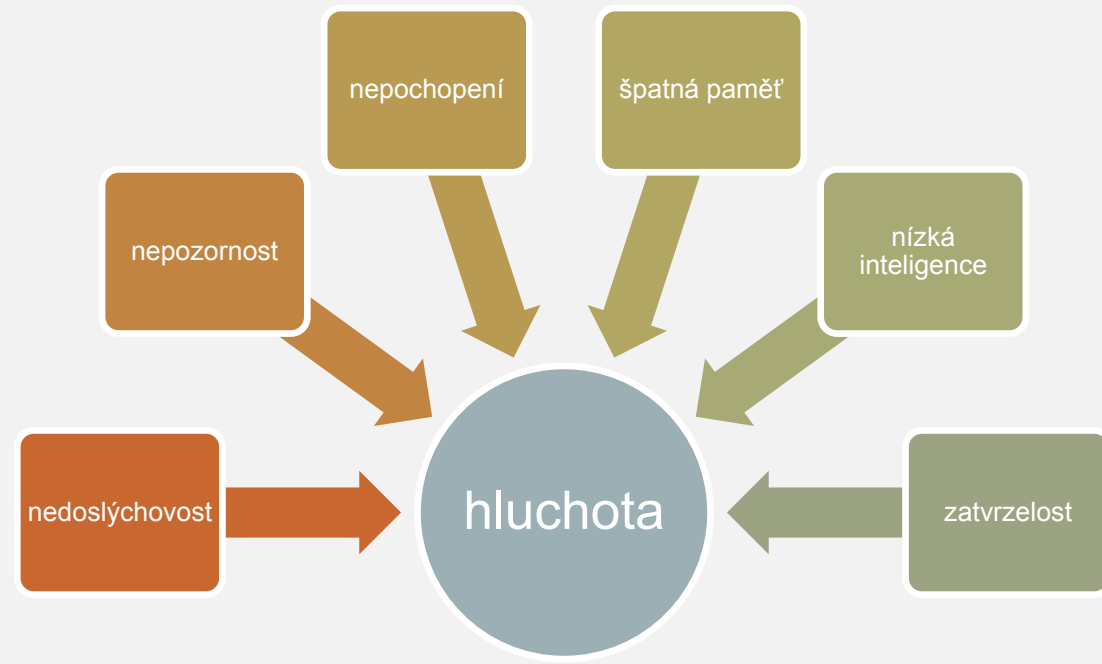 nepochopení
špatná paměť
nepozornost
nízká
inteligence
nedoslýchovost
hluchota
zatvrzelost